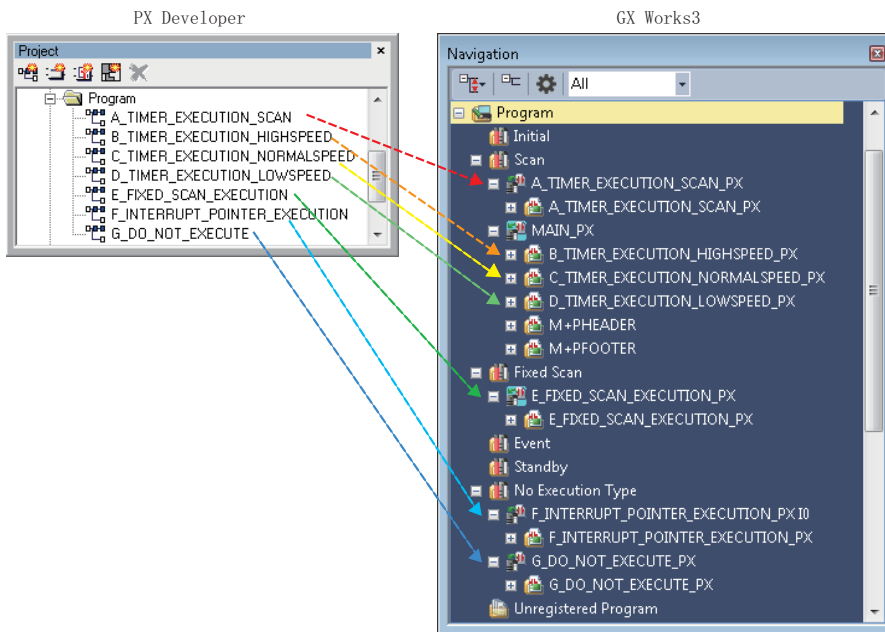 PX Developer
Project
Program
A_TIMER_EXECUTION_SCAN
B_TIMER_EXECUTION_HIGHSPEED
C_TIMER_EXECUTION_NORMALSPEED
D_TIMER_EXECUTION_LOWSPEED
E_FIXED_SCAN_EXECUTION
F_INTERRUPT_POINTER_EXECUTION
G_DO_NOT_EXECUTE
GX Works3
Navigation
All
Program
Initial
Scan
A_TIMER_EXECUTION_SCAN_PX
A_TIMER_EXECUTION_SCAN_PX
MAIN_PX
B_TIMER_EXECUTION_HIGHSPEED_PX
C_TIMER_EXECUTION_NORMALSPEED_PX
D_TIMER_EXECUTION_LOWSPEED_PX
M+PHEADER
M+PFOOTER
Fixed Scan
E_FIXED_SCAN_EXECUTION_PX
E_FIXED_SCAN_EXECUTION_PX
Event
Standby
No Execution Type
F_INTERRUPT_POINTER_EXECUTION_PX I0
F_INTERRUPT_POINTER_EXECUTION_PX
G_DO_NOT_EXECUTE_PX
G_DO_NOT_EXECUTE_PX
Unregistered Program